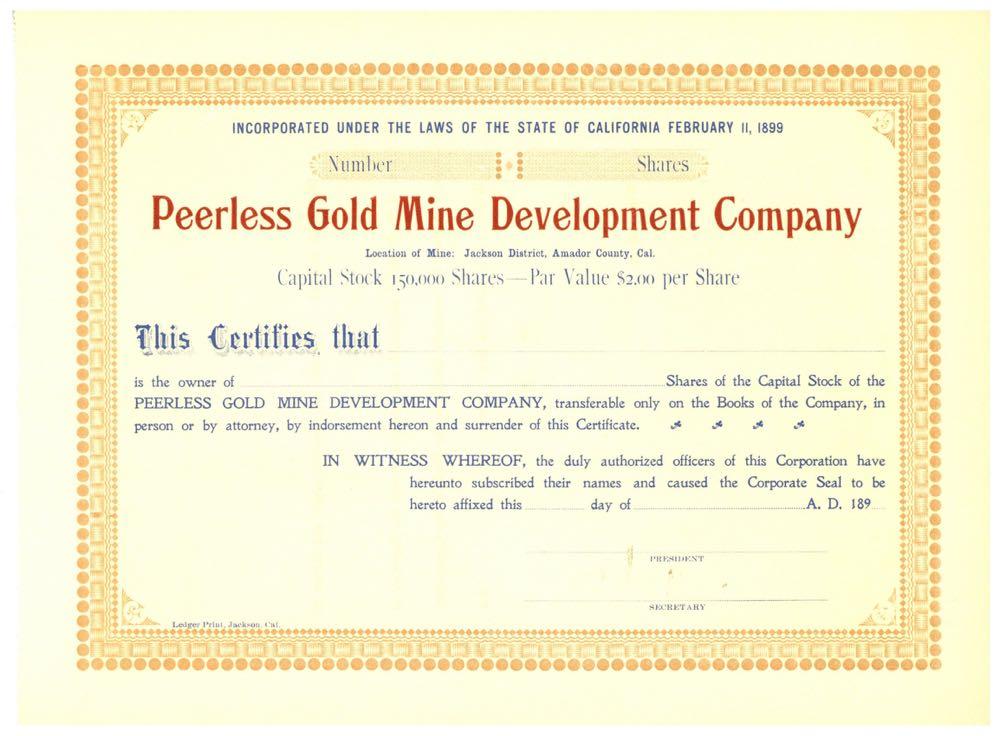 INCORPORATED UNDER THE LAWS OF THE STATE OF CALIFORNIA FEBRUARY 11, 1899
Number Shares
Peerless Gold Mine Development Company
Location of Mine: Jackson District, Amador County, Cal.
Capital Stock 150,000 Shares—Par Value $2.00 per Share
This Certifies that
is the owner of Shares of the Capital Stock of the
PEERLESS GOLD MINE DEVELOPMENT COMPANY, transferable only on the Books of the Company, in
person or by attorney, by indorsement hereon and surrender of this Certificate.
IN WITNESS WHEREOF, the duly authorized officers of this Corporation have
hereunto subscribed their names and caused the Corporate Seal to be
hereto affixed this day of A. D. 189
PRESIDENT
SECRETARY
Ledger Print, Jackson, Cal.